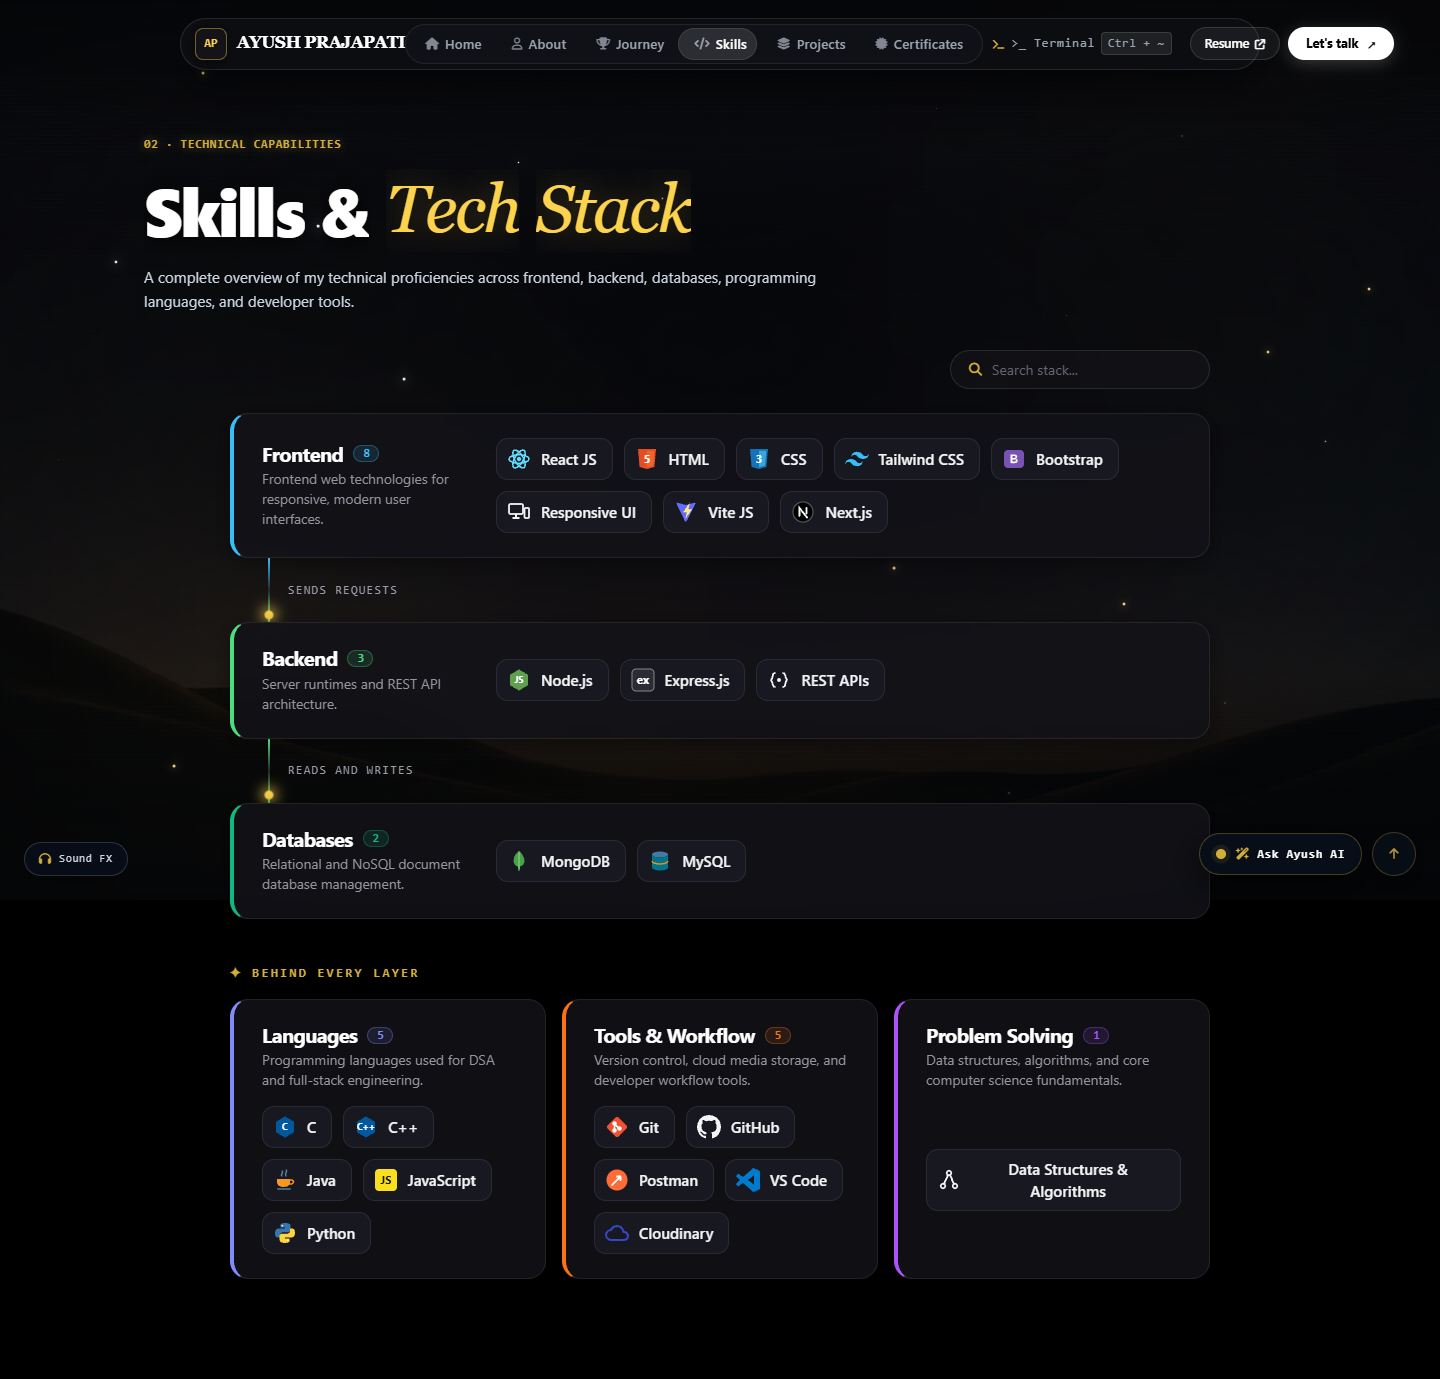 AP AYUSH PRAJAPATI Home About Journey Skills Projects Certificates >_ Terminal Ctrl + ~ Resume Let's talk ↗
02 · TECHNICAL CAPABILITIES
Skills & Tech Stack
A complete overview of my technical proficiencies across frontend, backend, databases, programming
languages, and developer tools.
Search stack...
Frontend 8
Frontend web technologies for
responsive, modern user
interfaces.
React JS
5 HTML
3 CSS
Tailwind CSS
B Bootstrap
Responsive UI
Vite JS
N Next.js
SENDS REQUESTS
Backend 3
Server runtimes and REST API
architecture.
JS Node.js
ex Express.js
REST APIs
READS AND WRITES
Databases 2
Relational and NoSQL document
database management.
MongoDB
MySQL
Sound FX
Ask Ayush AI
BEHIND EVERY LAYER
Languages 5
Programming languages used for DSA
and full-stack engineering.
C C
C++ C++
Java
JS JavaScript
Python
Tools & Workflow 5
Version control, cloud media storage, and
developer workflow tools.
Git
GitHub
Postman
VS Code
Cloudinary
Problem Solving 1
Data structures, algorithms, and core
computer science fundamentals.
Data Structures &
Algorithms